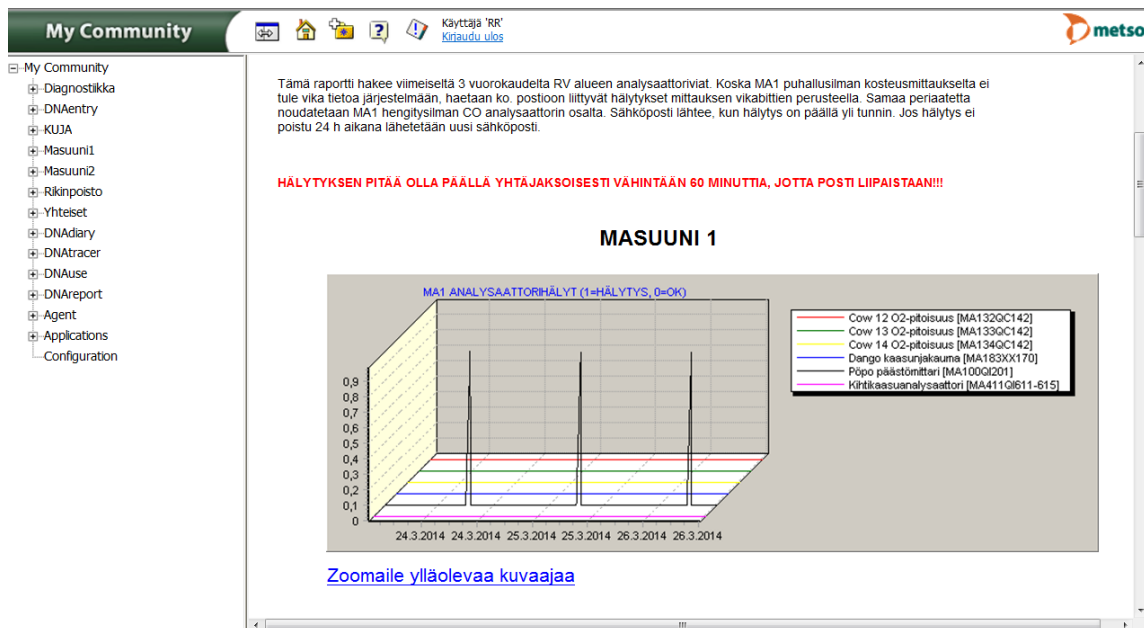 My Community
Käyttäjä 'RR'
Kirjaudu ulos
metso
My Community
Diagnostiikka
DNAentry
KUJA
Masuuni1
Masuuni2
Rikinpoisto
Yhteiset
DNAdiary
DNAtracer
DNAuse
DNAreport
Agent
Applications
Configuration
Tämä raportti hakee viimeiseltä 3 vuorokaudelta RV alueen analysaattoriviat. Koska MA1 puhallusilman kosteusmittaukselta ei
tule vika tietoa järjestelmään, haetaan ko. postioon liittyvät hälytykset mittauksen vikabittien perusteella. Samaa periaatetta
noudatetaan MA1 hengitysilman CO analysaattorin osalta. Sähköposti lähtee, kun hälytys on päällä yli tunnin. Jos hälytys ei
poistu 24 h aikana lähetetään uusi sähköposti.
HÄLYTYKSEN PITÄÄ OLLA PÄÄLLÄ YHTÄJAKSOISESTI VÄHINTÄÄN 60 MINUTTIA, JOTTA POSTI LIIPAISTAAN!!!
MASUUNI 1
MA1 ANALYSAATTORIHÄLYT (1=HÄLYTYS, 0=OK)
Cow 12 O2-pitoisuus [MA132QC142]
Cow 13 O2-pitoisuus [MA133QC142]
Cow 14 O2-pitoisuus [MA134QC142]
Dango kaasunjakauma [MA183XX170]
Pöpo päästömittari [MA100QI201]
Kihtikaasuanalysaattori [MA411QI611-615]
0,9
0,8
0,7
0,6
0,5
0,4
0,3
0,2
0,1
0
24.3.2014 24.3.2014 25.3.2014 25.3.2014 26.3.2014 26.3.2014
Zoomaile ylläolevaa kuvaajaa